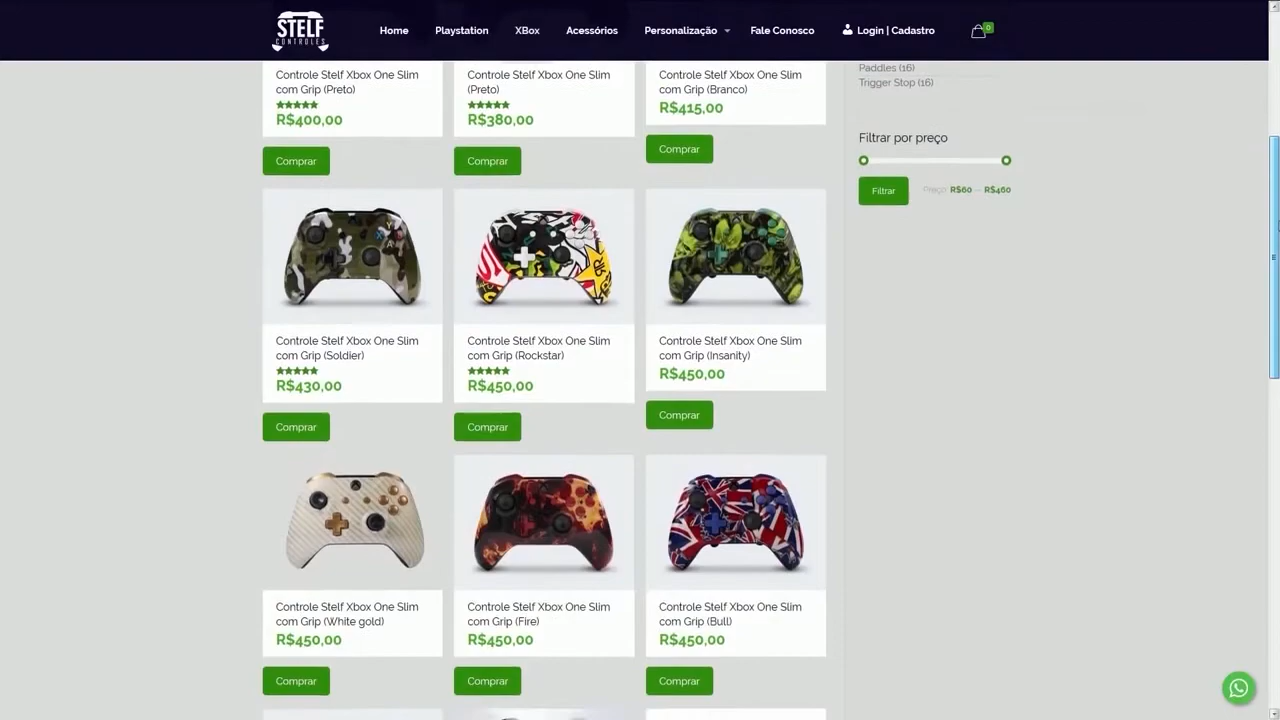 STELF
CONTROLES
Home
Playstation
XBox
Acessórios
Personalização
Fale Conosco
Login | Cadastro
0
Controle Stelf Xbox One Slim
com Grip (Preto)
R$400,00
Comprar
Controle Stelf Xbox One Slim
(Preto)
R$380,00
Comprar
Controle Stelf Xbox One Slim
com Grip (Branco)
R$415,00
Comprar
Paddles (16)
Trigger Stop (16)
Filtrar por preço
Filtrar
Preço: R$60 — R$460
Controle Stelf Xbox One Slim
com Grip (Soldier)
R$430,00
Comprar
Controle Stelf Xbox One Slim
com Grip (Rockstar)
R$450,00
Comprar
Controle Stelf Xbox One Slim
com Grip (Insanity)
R$450,00
Comprar
Controle Stelf Xbox One Slim
com Grip (White gold)
R$450,00
Comprar
Controle Stelf Xbox One Slim
com Grip (Fire)
R$450,00
Comprar
Controle Stelf Xbox One Slim
com Grip (Bull)
R$450,00
Comprar